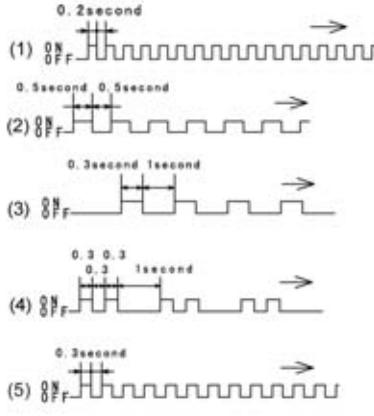 0.2second
(1) ON
OFF
0.5second 0.5second
(2) ON
OFF
0.3second 1second
(3) ON
OFF
0.3 0.3
0.3 1second
(4) ON
OFF
0.3second
(5) ON
OFF